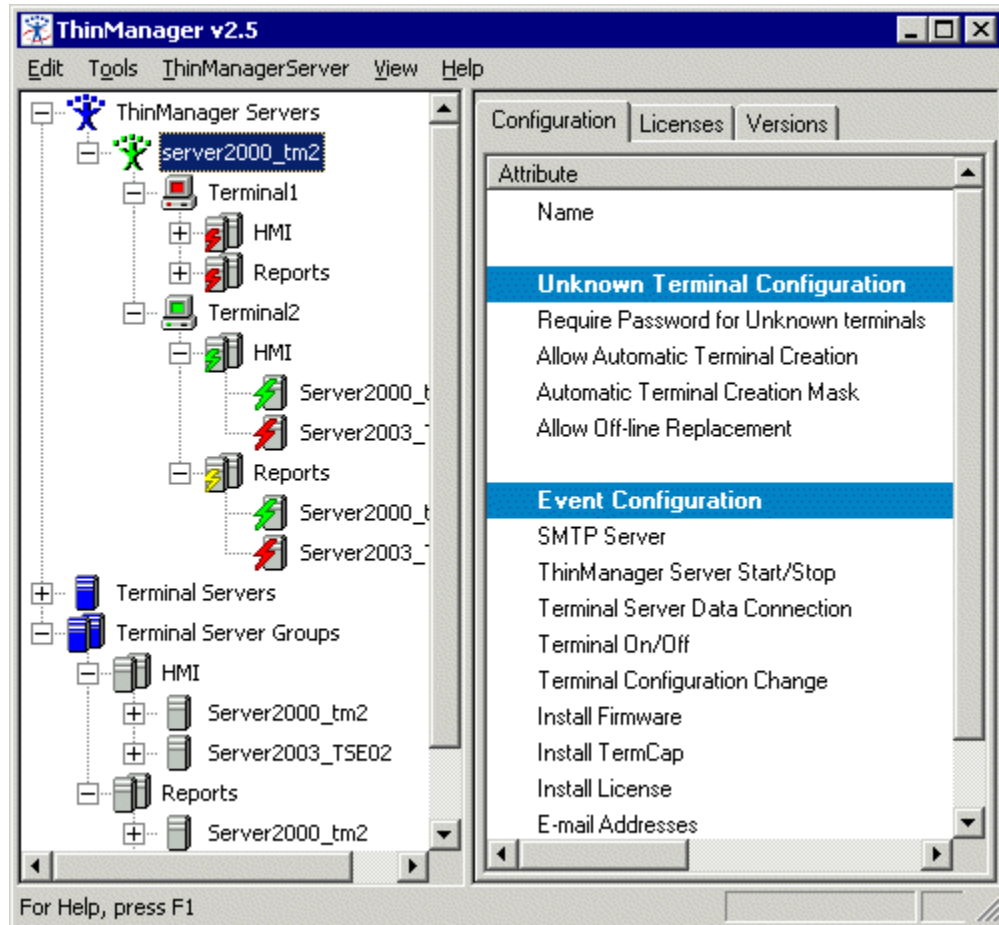 ThinManager v2.5
Edit Tools ThinManagerServer View Help
ThinManager Servers
server2000_tm2
Terminal1
HMI
Reports
Terminal2
HMI
Server2000_t
Server2003_T
Reports
Server2000_t
Server2003_T
Terminal Servers
Terminal Server Groups
HMI
Server2000_tm2
Server2003_TSE02
Reports
Server2000_tm2
Configuration Licenses Versions
Attribute
Name
Unknown Terminal Configuration
Require Password for Unknown terminals
Allow Automatic Terminal Creation
Automatic Terminal Creation Mask
Allow Off-line Replacement
Event Configuration
SMTP Server
ThinManager Server Start/Stop
Terminal Server Data Connection
Terminal On/Off
Terminal Configuration Change
Install Firmware
Install TermCap
Install License
E-mail Addresses
For Help, press F1